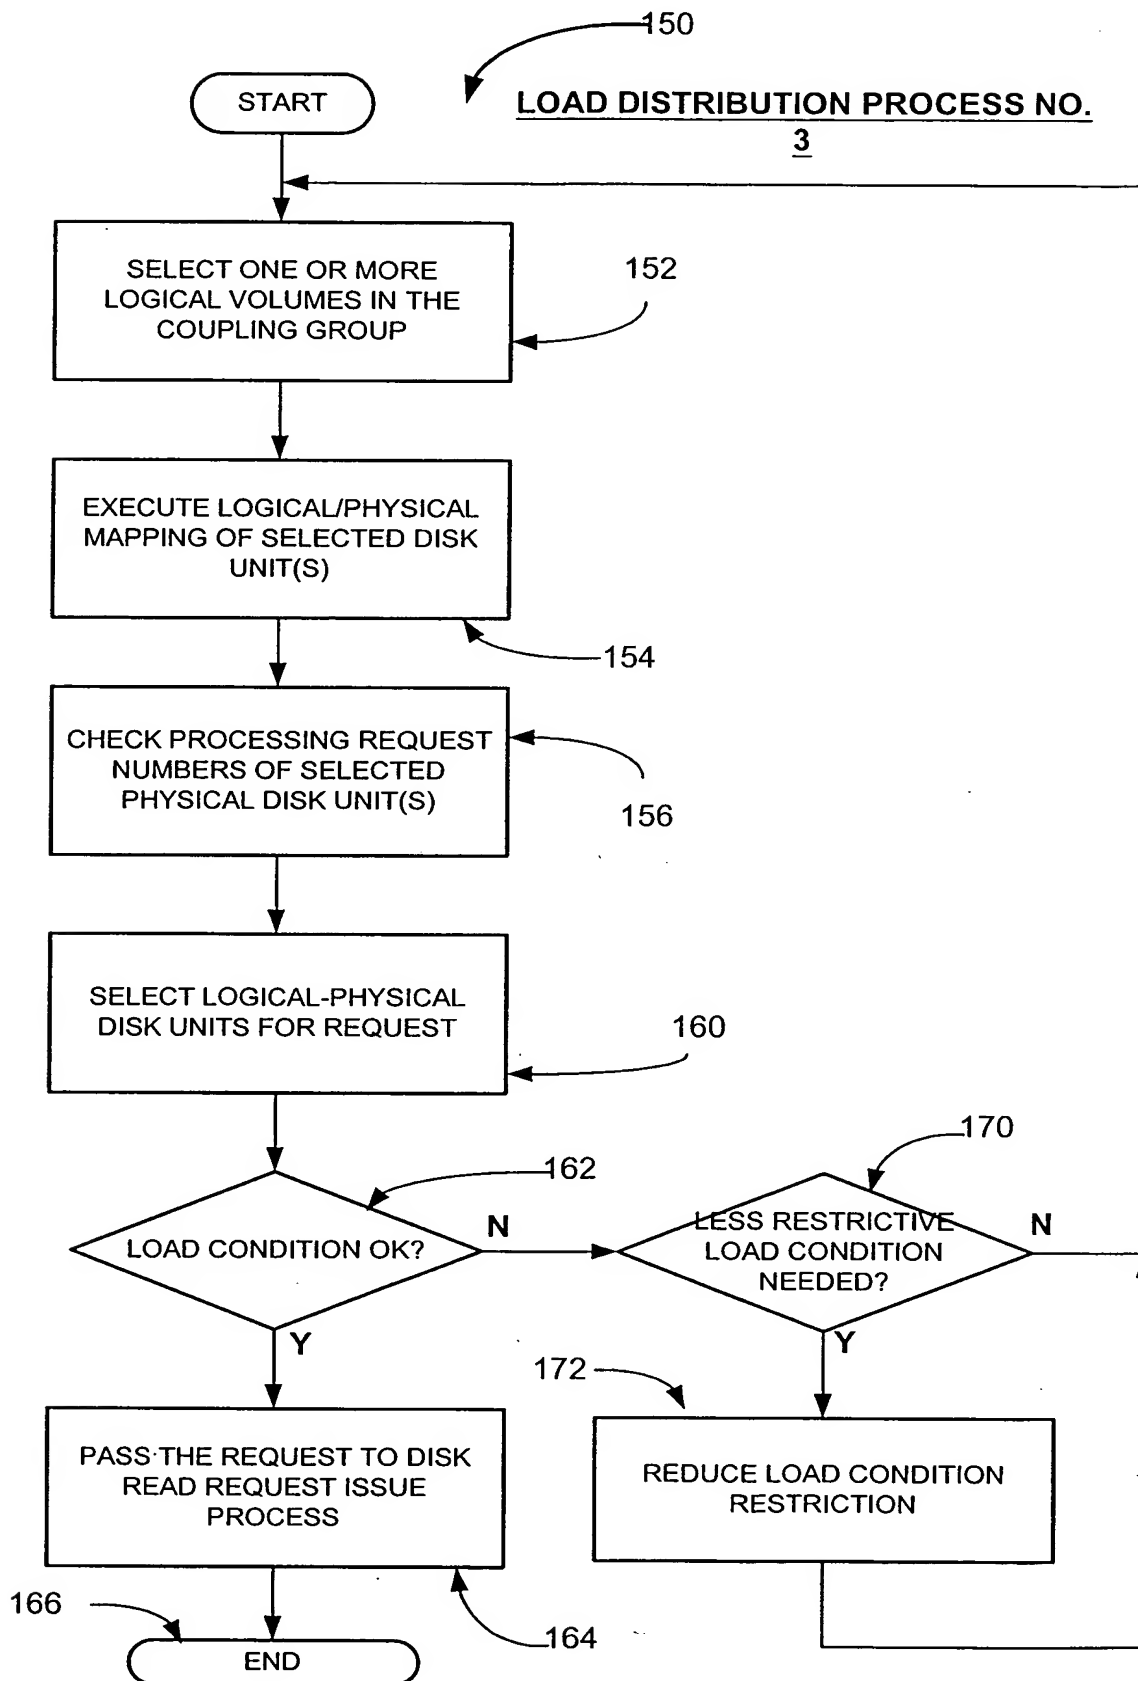 150
START
LOAD DISTRIBUTION PROCESS NO.
3
SELECT ONE OR MORE
LOGICAL VOLUMES IN THE
COUPLING GROUP
152
EXECUTE LOGICAL/PHYSICAL
MAPPING OF SELECTED DISK
UNIT(S)
154
CHECK PROCESSING REQUEST
NUMBERS OF SELECTED
PHYSICAL DISK UNIT(S)
156
SELECT LOGICAL-PHYSICAL
DISK UNITS FOR REQUEST
160
162
LOAD CONDITION OK?
N
Y
170
LESS RESTRICTIVE
LOAD CONDITION
NEEDED?
N
Y
172
PASS THE REQUEST TO DISK
READ REQUEST ISSUE
PROCESS
REDUCE LOAD CONDITION
RESTRICTION
166
164
END